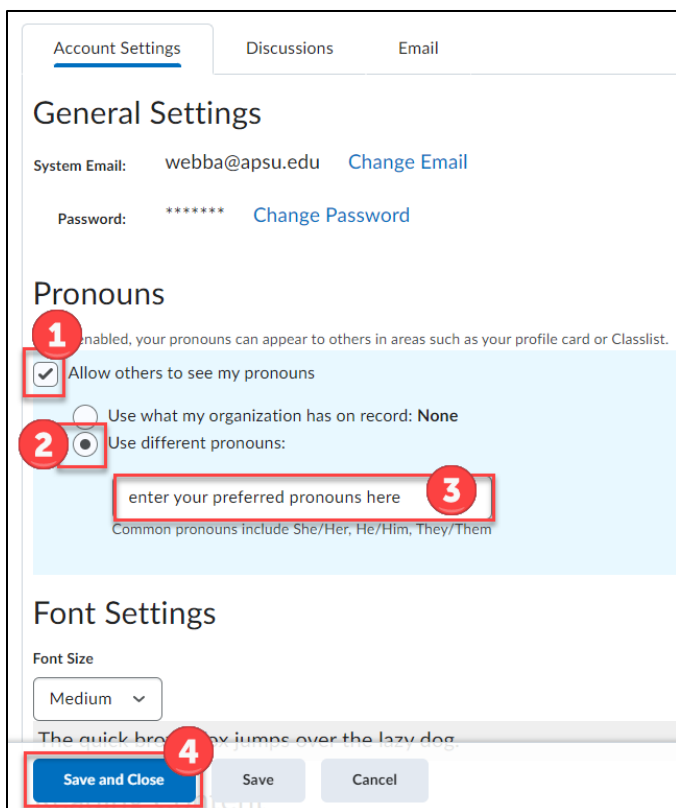 Account Settings Discussions Email
General Settings
System Email: webba@apsu.edu Change Email
Password: ******* Change Password
Pronouns
1
enabled, your pronouns can appear to others in areas such as your profile card or Classlist.
Allow others to see my pronouns
Use what my organization has on record: None
2 Use different pronouns:
enter your preferred pronouns here 3
Common pronouns include She/Her, He/Him, They/Them
Font Settings
Font Size
Medium
The quick brown fox jumps over the lazy dog.
4
Save and Close Save Cancel